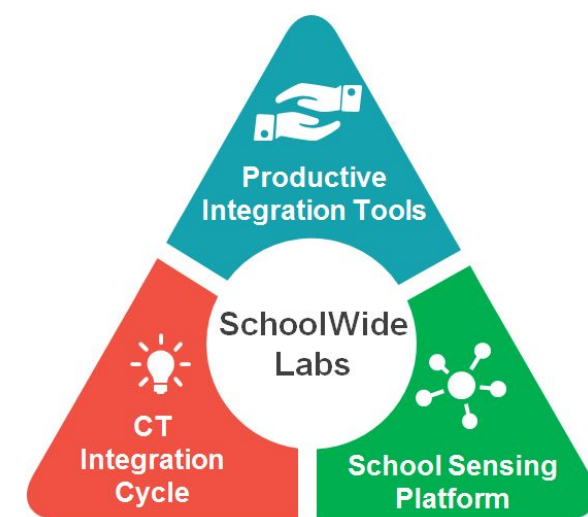 Productive
Integration Tools
SchoolWide
Labs
CT
Integration
Cycle
School Sensing
Platform